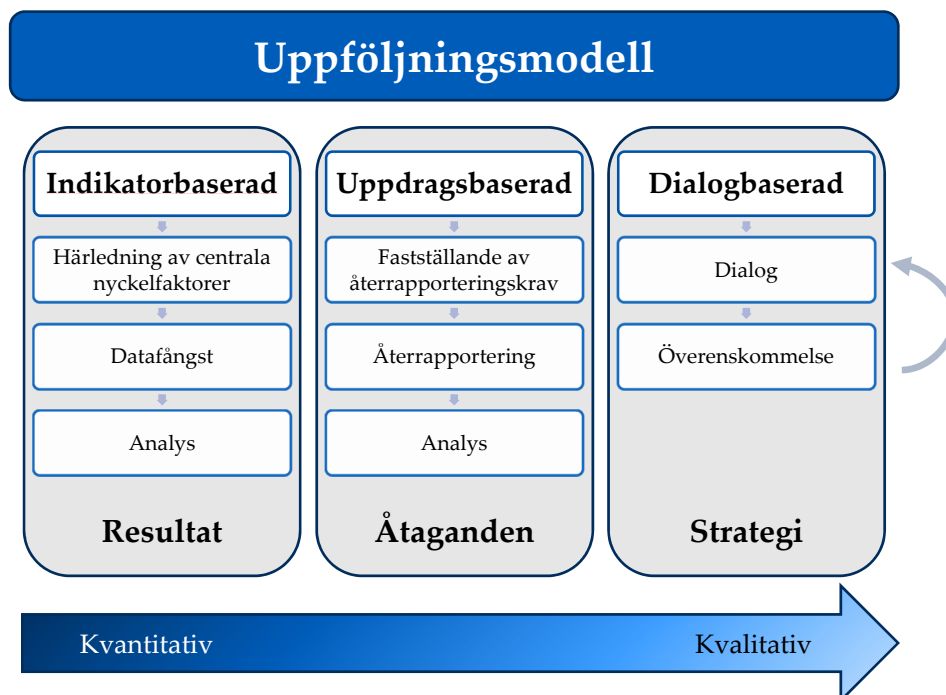 Uppföljningsmodell
Indikatorbaserad
Härledning av centrala
nyckelfaktorer
Datafångst
Analys
Resultat
Uppdragsbaserad
Fastställande av
återrapporteringskrav
Återrapportering
Analys
Åtaganden
Dialogbaserad
Dialog
Överenskommelse
Strategi
Kvantitativ
Kvalitativ